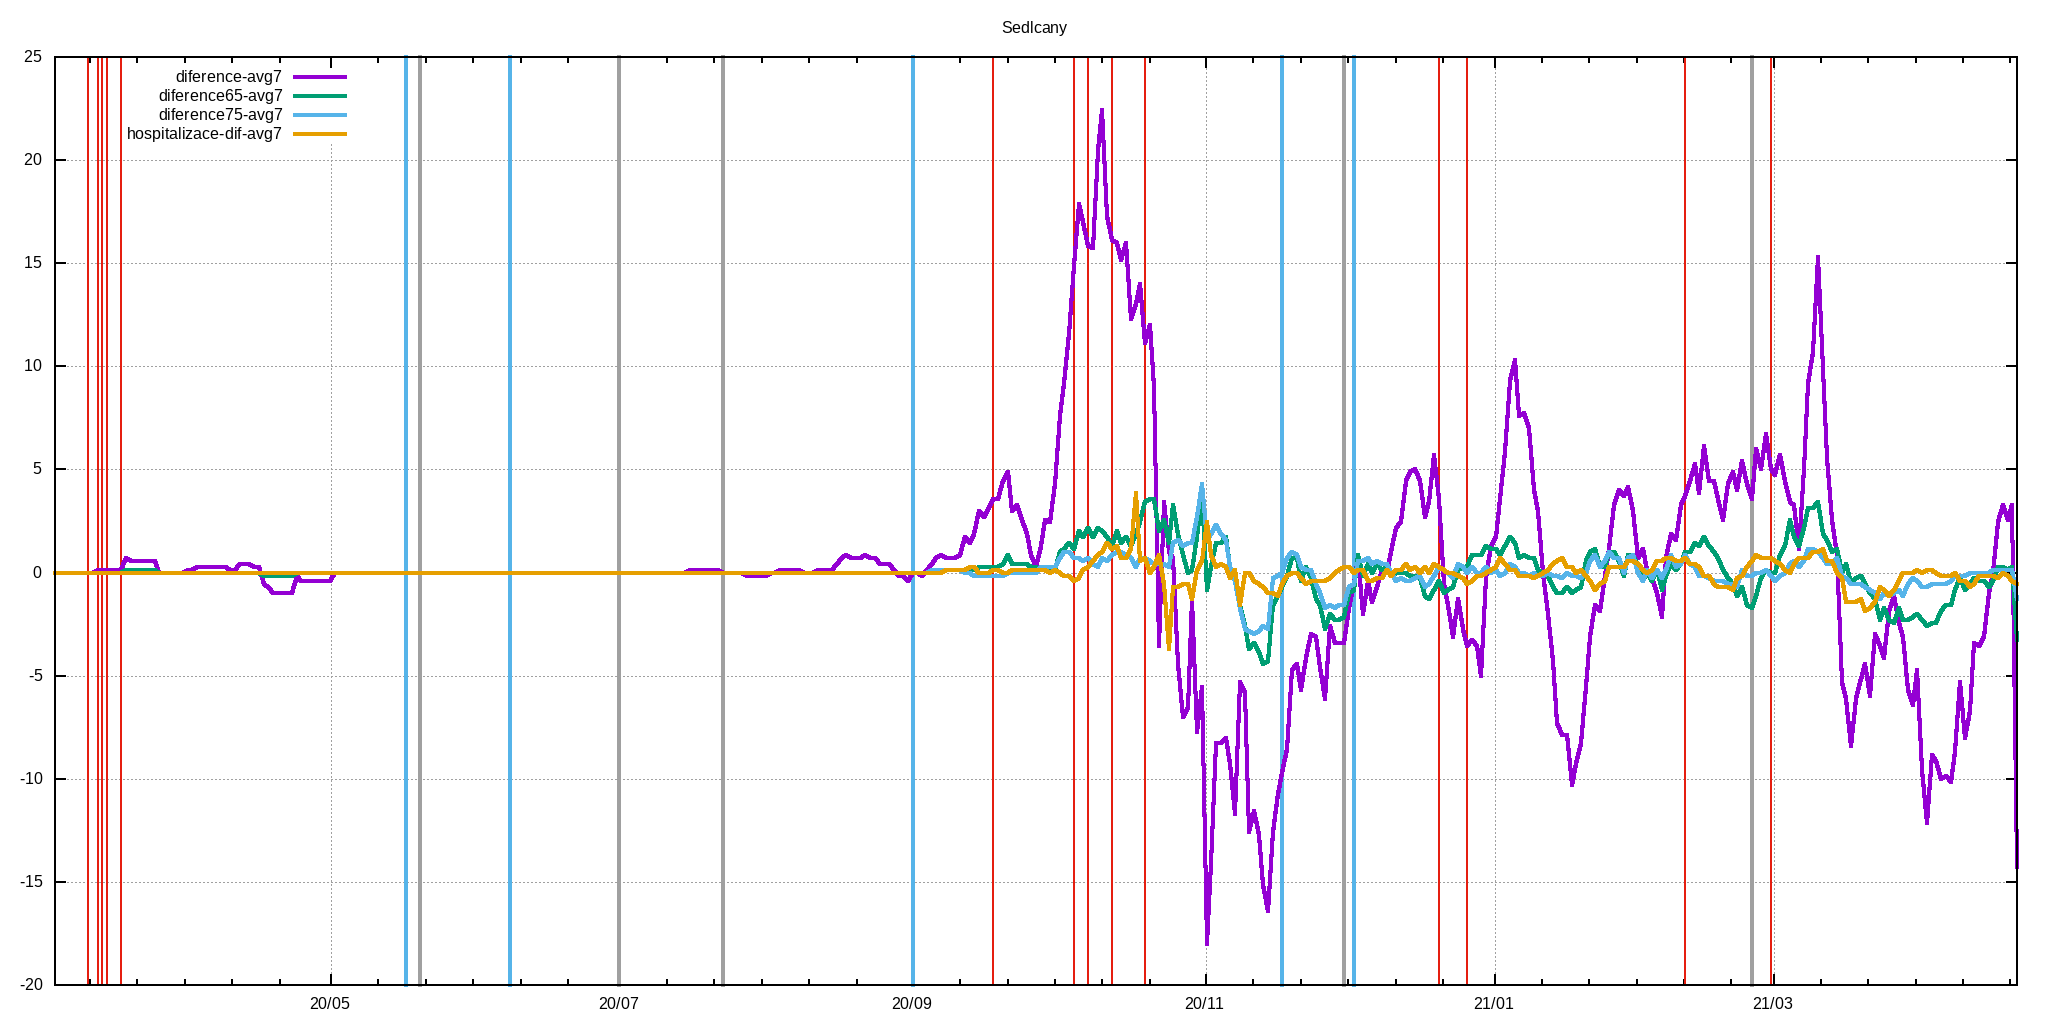 Sedlcany
25
diference-avg7
diference65-avg7
diference75-avg7
hospitalizace-dif-avg7
20
15
10
5
0
-5
-10
-15
-20
20/05 20/07 20/09 20/11 21/01 21/03